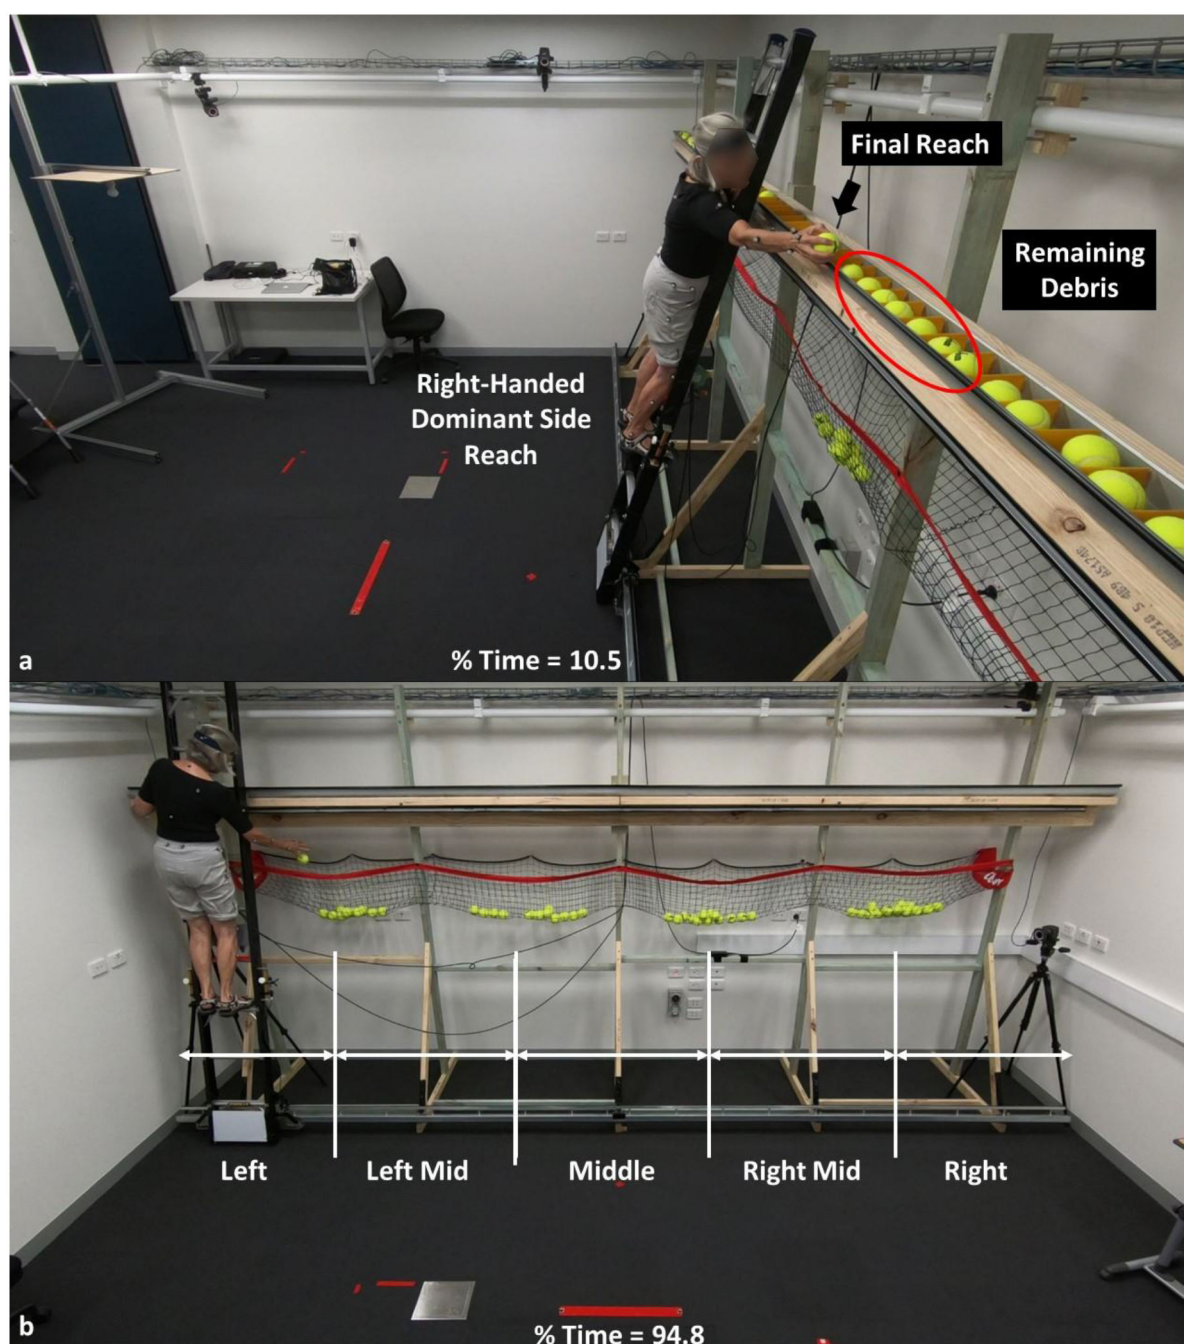 Final Reach
Remaining
Debris
Right-Handed
Dominant Side
Reach
a
% Time = 10.5
Left
Left Mid
Middle
Right Mid
Right
b
% Time = 94.8